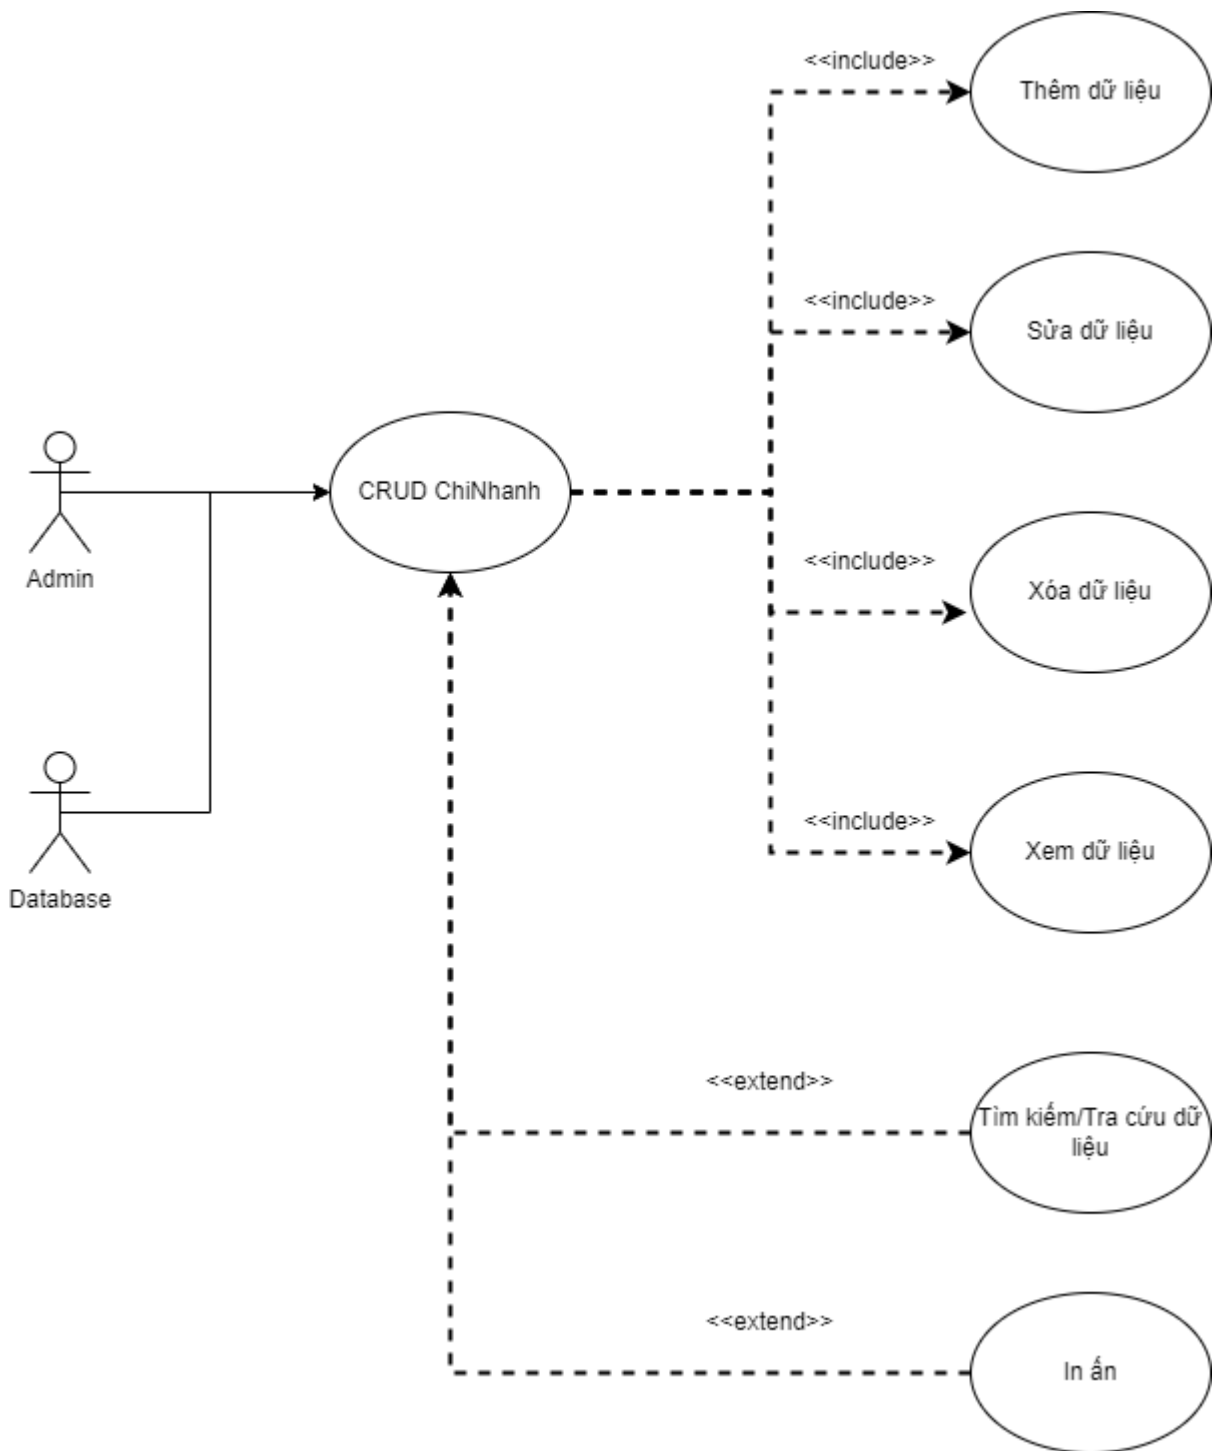 <<include>>
Thêm dữ liệu
<<include>>
Sửa dữ liệu
CRUD ChiNhanh
Admin
<<include>>
Xóa dữ liệu
<<include>>
Xem dữ liệu
Database
<<extend>>
Tìm kiếm/Tra cứu dữ
liệu
<<extend>>
In ấn